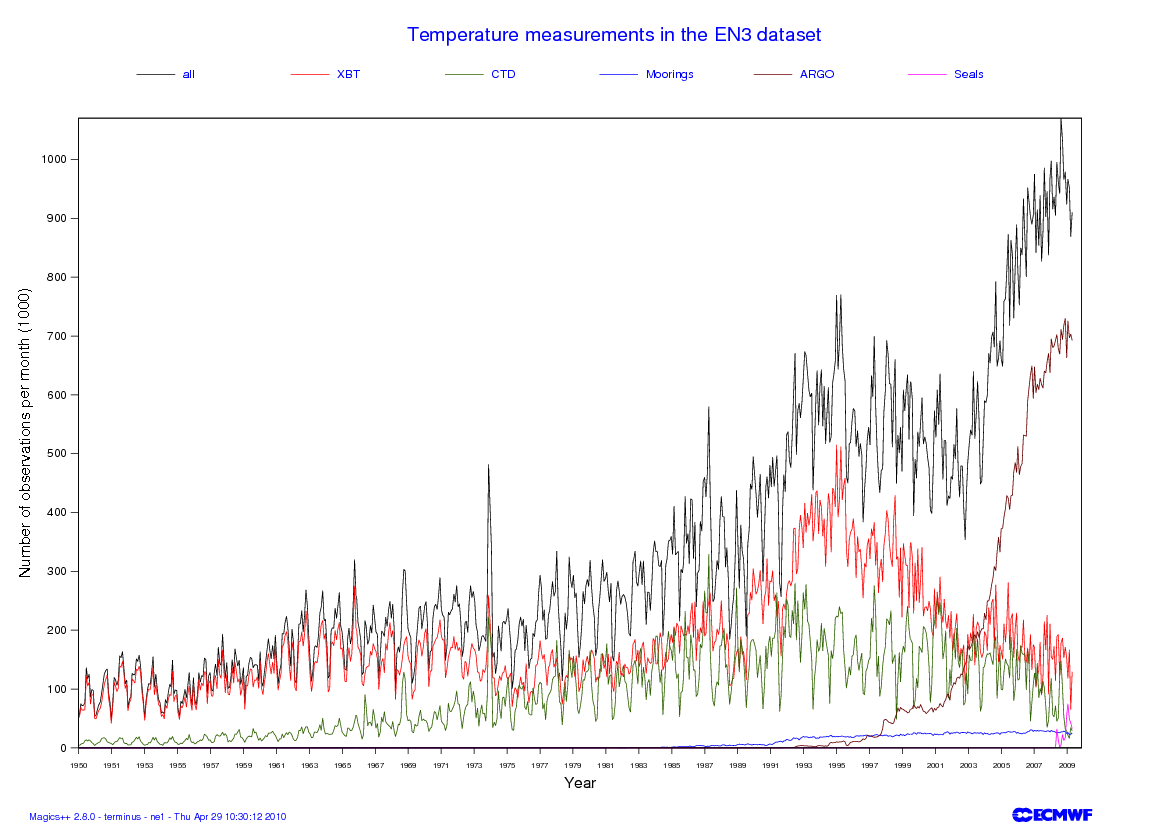 Temperature measurements in the EN3 dataset
all XBT CTD Moorings ARGO Seals
1000
900
800
700
600
500
400
300
200
100
0
Number of observations per month (1000)
1950 1951 1953 1955 1957 1959 1961 1963 1965 1967 1969 1971 1973 1975 1977 1979 1981 1983 1985 1987 1989 1991 1993 1995 1997 1999 2001 2003 2005 2007 2009
Year
Magics++ 2.8.0 - terminus - ne1 - Thu Apr 29 10:30:12 2010
ECMWF